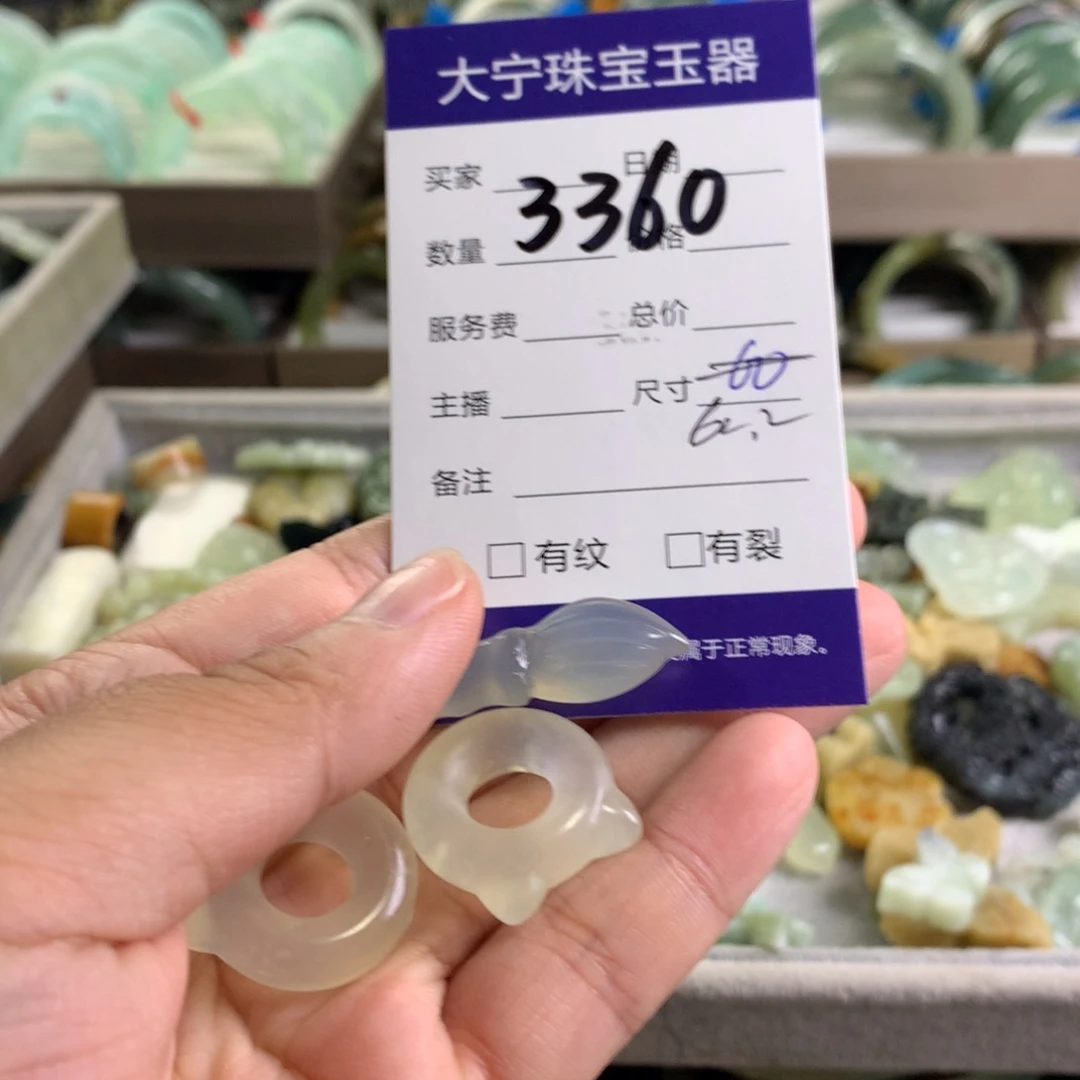 大宁珠宝玉器
买家 日期
3360
数量 价格
服务费 总价
主播 尺寸 60
62.2
备注
□有纹 □有裂
属于正常现象。